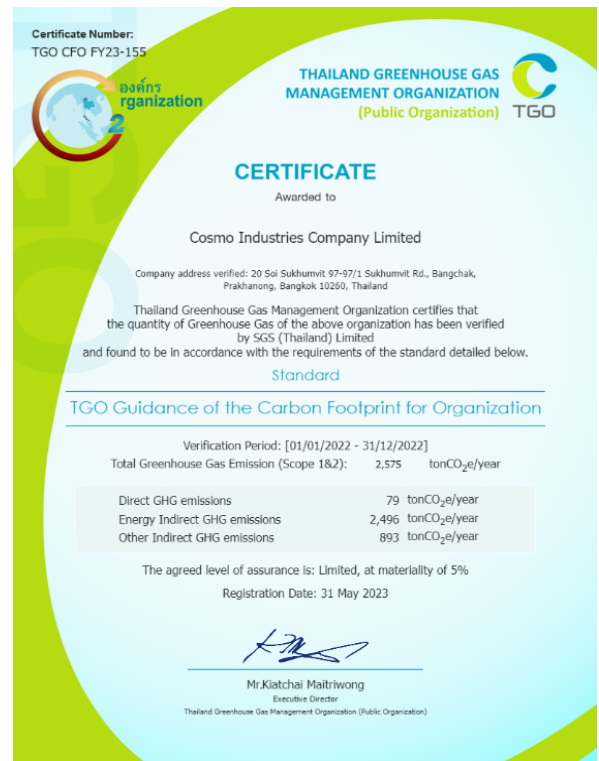 Certificate Number:
TGO CFO FY23-155
องค์กร
rganization
2
THAILAND GREENHOUSE GAS
MANAGEMENT ORGANIZATION
(Public Organization)
TGO
CERTIFICATE
Awarded to
Cosmo Industries Company Limited
Company address verified: 20 Soi Sukhumvit 97-97/1 Sukhumvit Rd., Bangchak,
Prakhanong, Bangkok 10260, Thailand
Thailand Greenhouse Gas Management Organization certifies that
the quantity of Greenhouse Gas of the above organization has been verified
by SGS (Thailand) Limited
and found to be in accordance with the requirements of the standard detailed below.
Standard
TGO Guidance of the Carbon Footprint for Organization
Verification Period: [01/01/2022 - 31/12/2022]
Total Greenhouse Gas Emission (Scope 1&2): 2,575 tonCO₂e/year
Direct GHG emissions 79 tonCO₂e/year
Energy Indirect GHG emissions 2,496 tonCO₂e/year
Other Indirect GHG emissions 893 tonCO₂e/year
The agreed level of assurance is: Limited, at materiality of 5%
Registration Date: 31 May 2023
Mr.Kiatchai Maitriwong
Executive Director
Thailand Greenhouse Gas Management Organization (Public Organization)